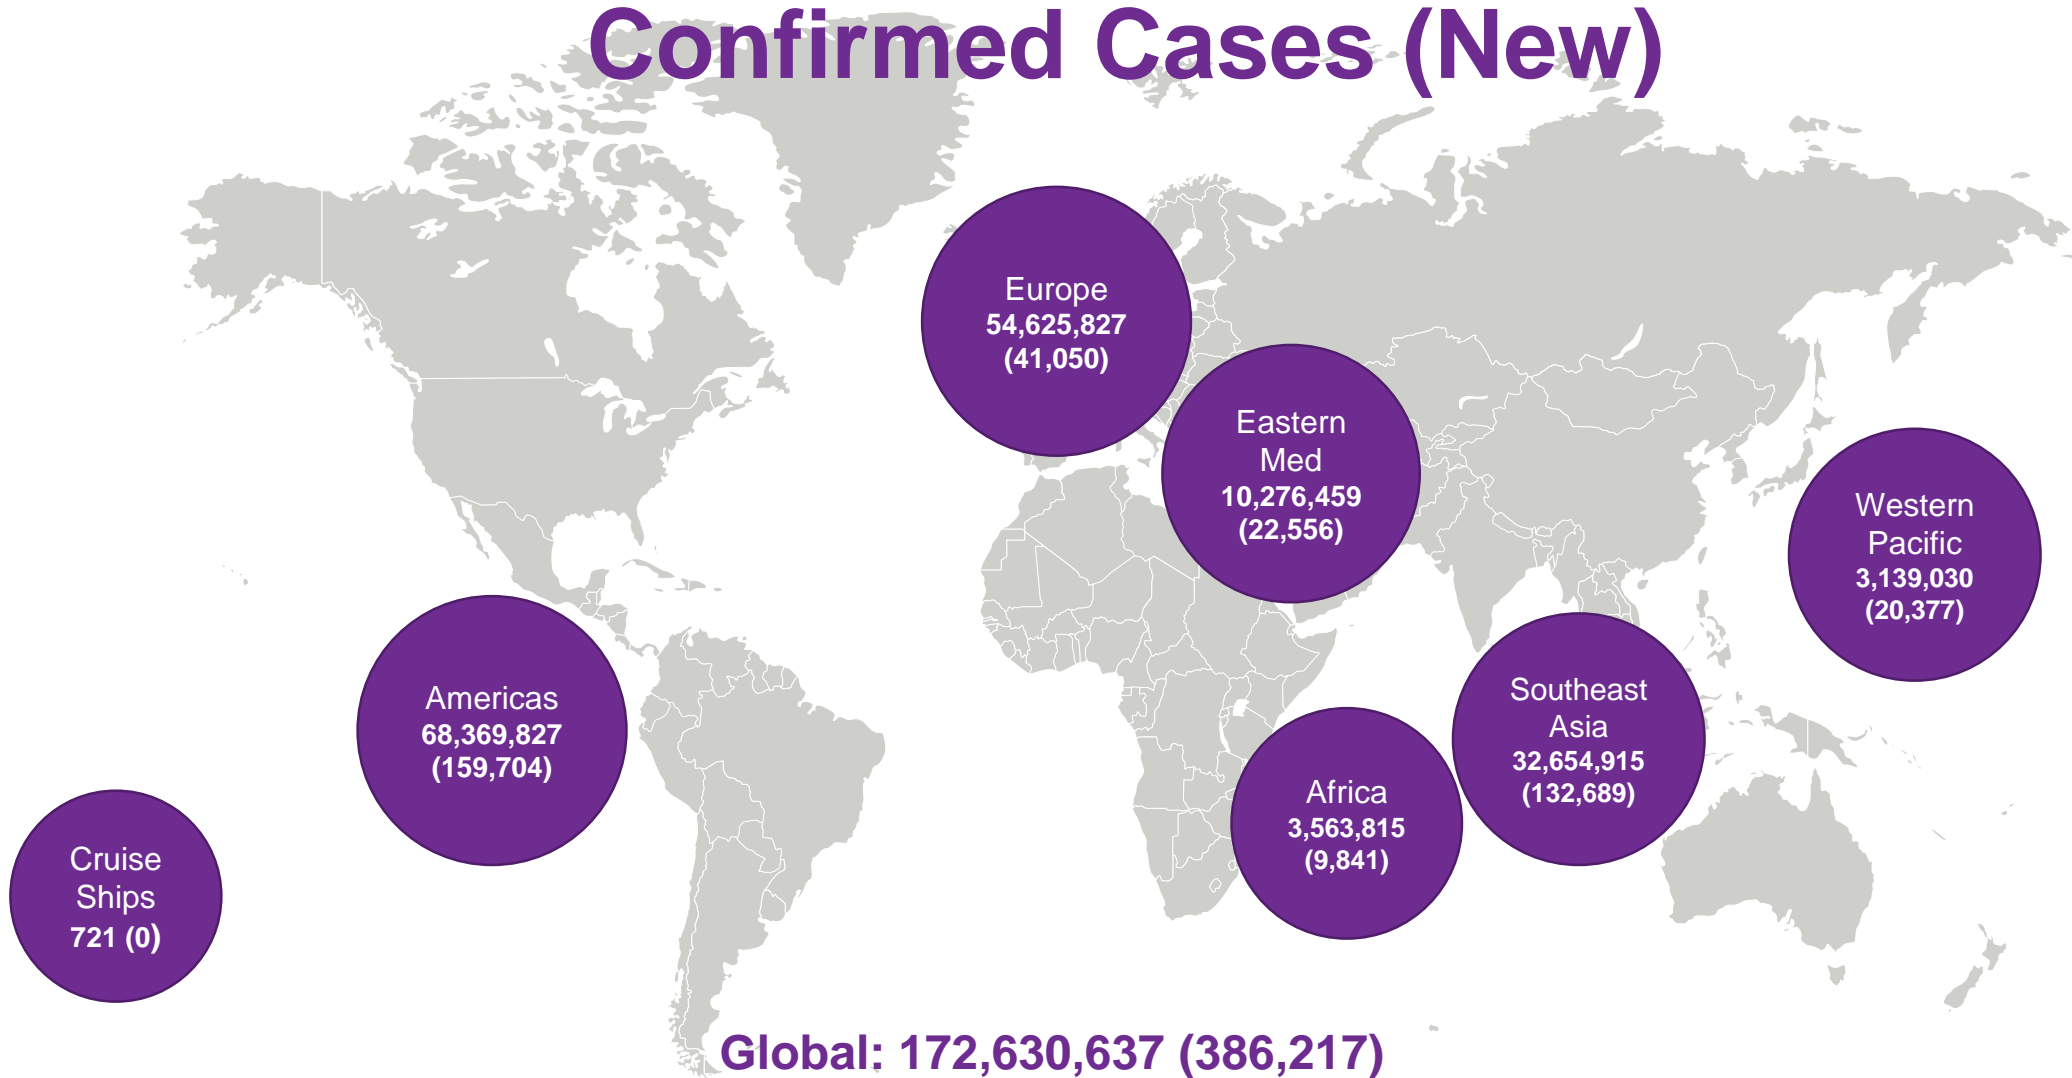 Confirmed Cases (New)
Europe
54,625,827
(41,050)
Eastern
Med
10,276,459
(22,556)
Western
Pacific
3,139,030
(20,377)
Americas
68,369,827
(159,704)
Southeast
Asia
32,654,915
(132,689)
Africa
3,563,815
(9,841)
Cruise
Ships
721 (0)
Global: 172,630,637 (386,217)